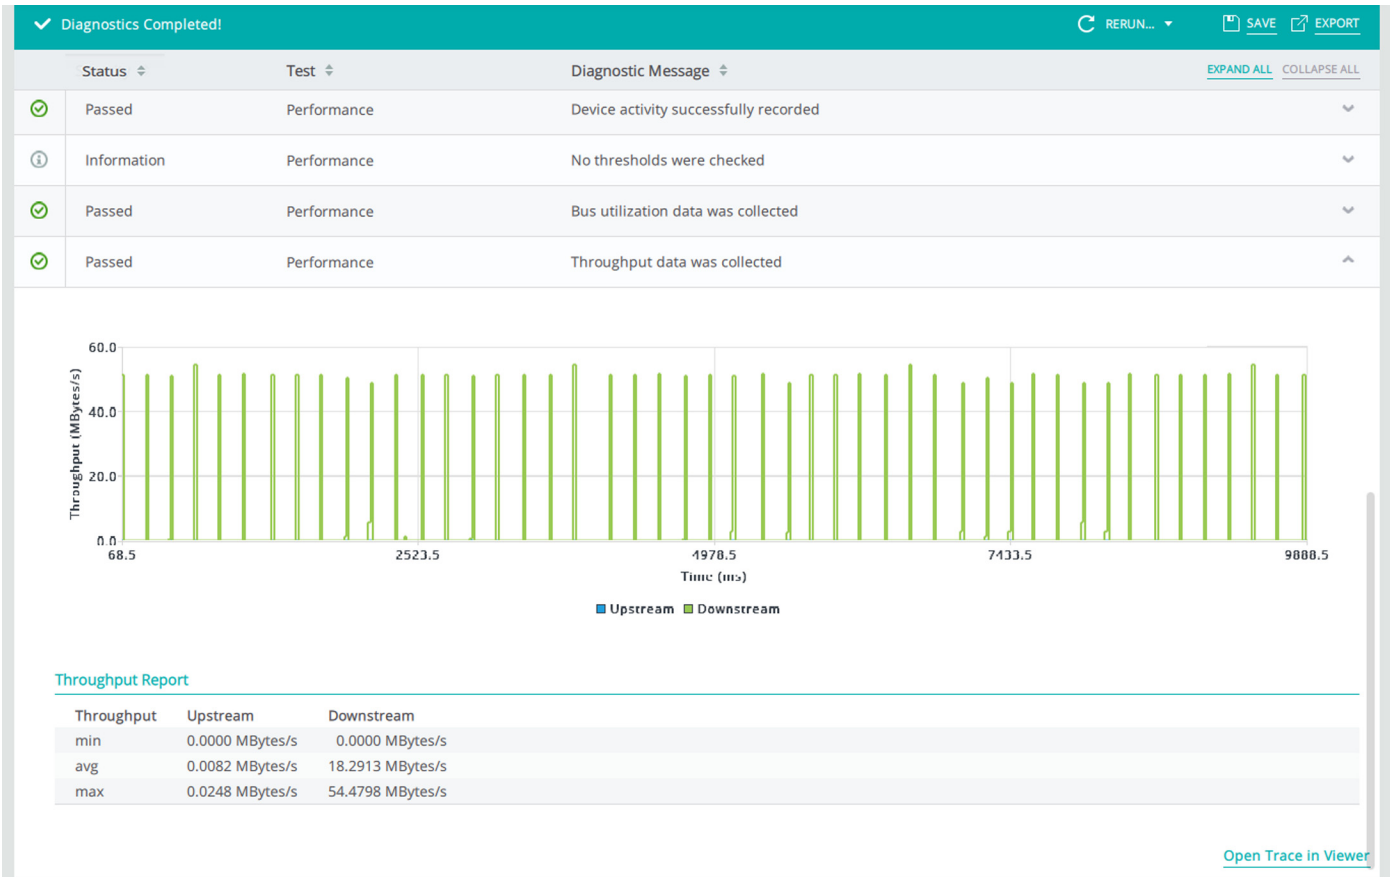 Diagnostics Completed! RERUN... SAVE EXPORT
Status Test Diagnostic Message EXPAND ALL COLLAPSE ALL
Passed Performance Device activity successfully recorded
Information Performance No thresholds were checked
Passed Performance Bus utilization data was collected
Passed Performance Throughput data was collected
Throughput (MBytes/s)
60.0
40.0
20.0
0.0
68.5 2523.5 4978.5 7433.5 9888.5
Time (ms)
Upstream Downstream
Throughput Report
Throughput Upstream Downstream
min 0.0000 MBytes/s 0.0000 MBytes/s
avg 0.0082 MBytes/s 18.2913 MBytes/s
max 0.0248 MBytes/s 54.4798 MBytes/s
Open Trace in Viewer